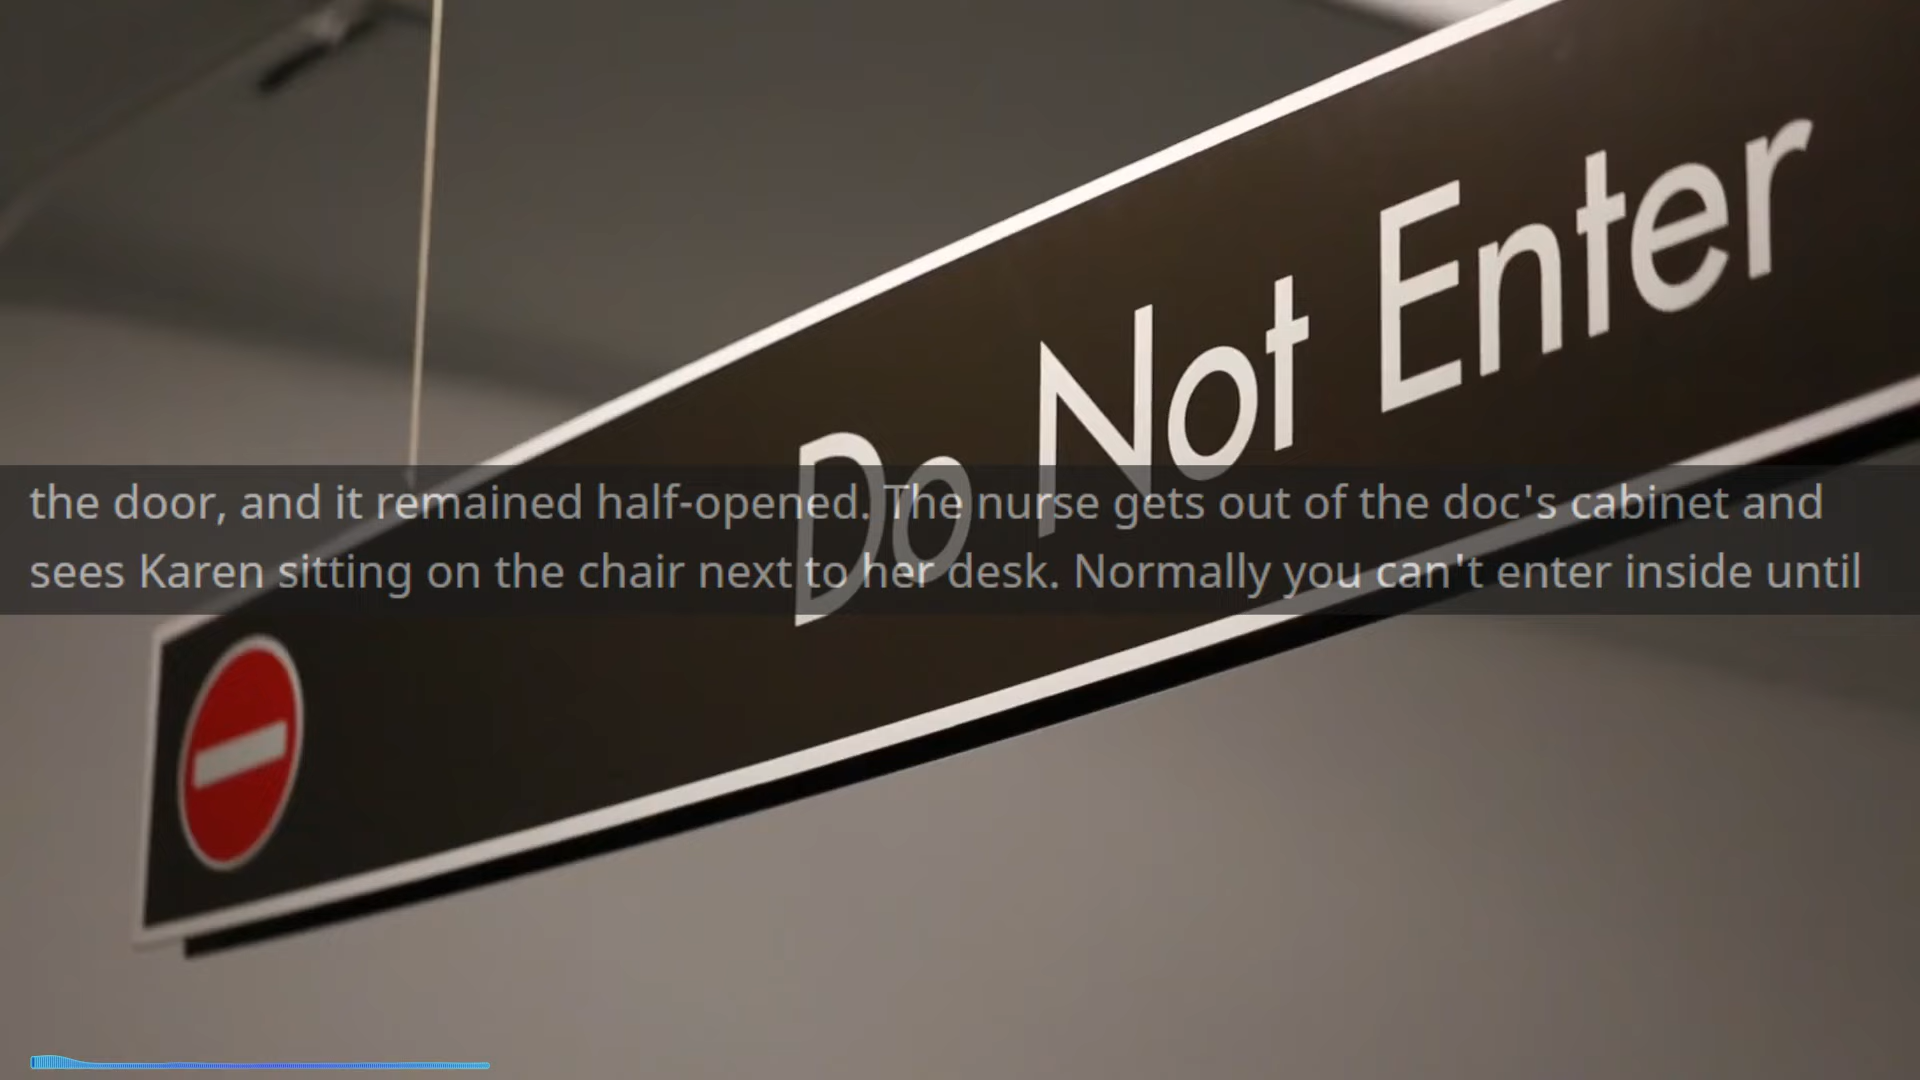 Do Not Enter
the door, and it remained half-opened. The nurse gets out of the doc's cabinet and
sees Karen sitting on the chair next to her desk. Normally you can't enter inside until